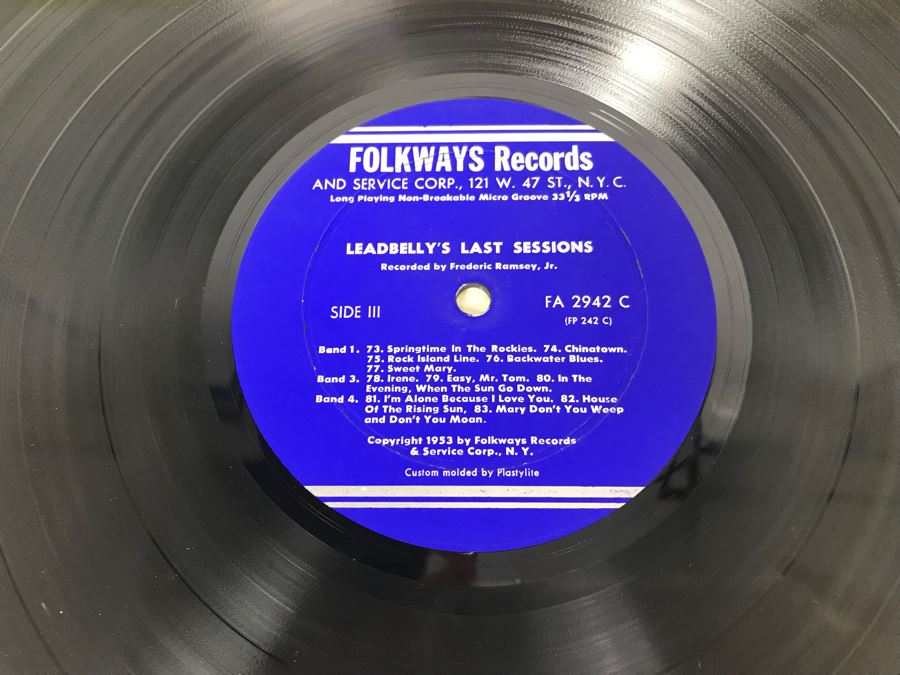 FOLKWAYS Records
AND SERVICE CORP., 121 W. 47 ST., N.Y.C.
Long Playing Non-Breakable Micro Groove 33⅓ RPM
LEADBELLY'S LAST SESSIONS
Recorded by Frederic Ramsey, Jr.
SIDE III
FA 2942 C
(FP 242 C)
Band 1. 73. Springtime In The Rockies. 74. Chinatown.
75. Rock Island Line. 76. Backwater Blues.
77. Sweet Mary.
Band 3. 78. Irene. 79. Easy, Mr. Tom. 80. In The
Evening, When The Sun Go Down.
Band 4. 81. I'm Alone Because I Love You. 82. House
Of The Rising Sun, 83. Mary Don't You Weep
and Don't You Moan.
Copyright 1953 by Folkways Records
& Service Corp., N. Y.
Custom molded by Plastylite